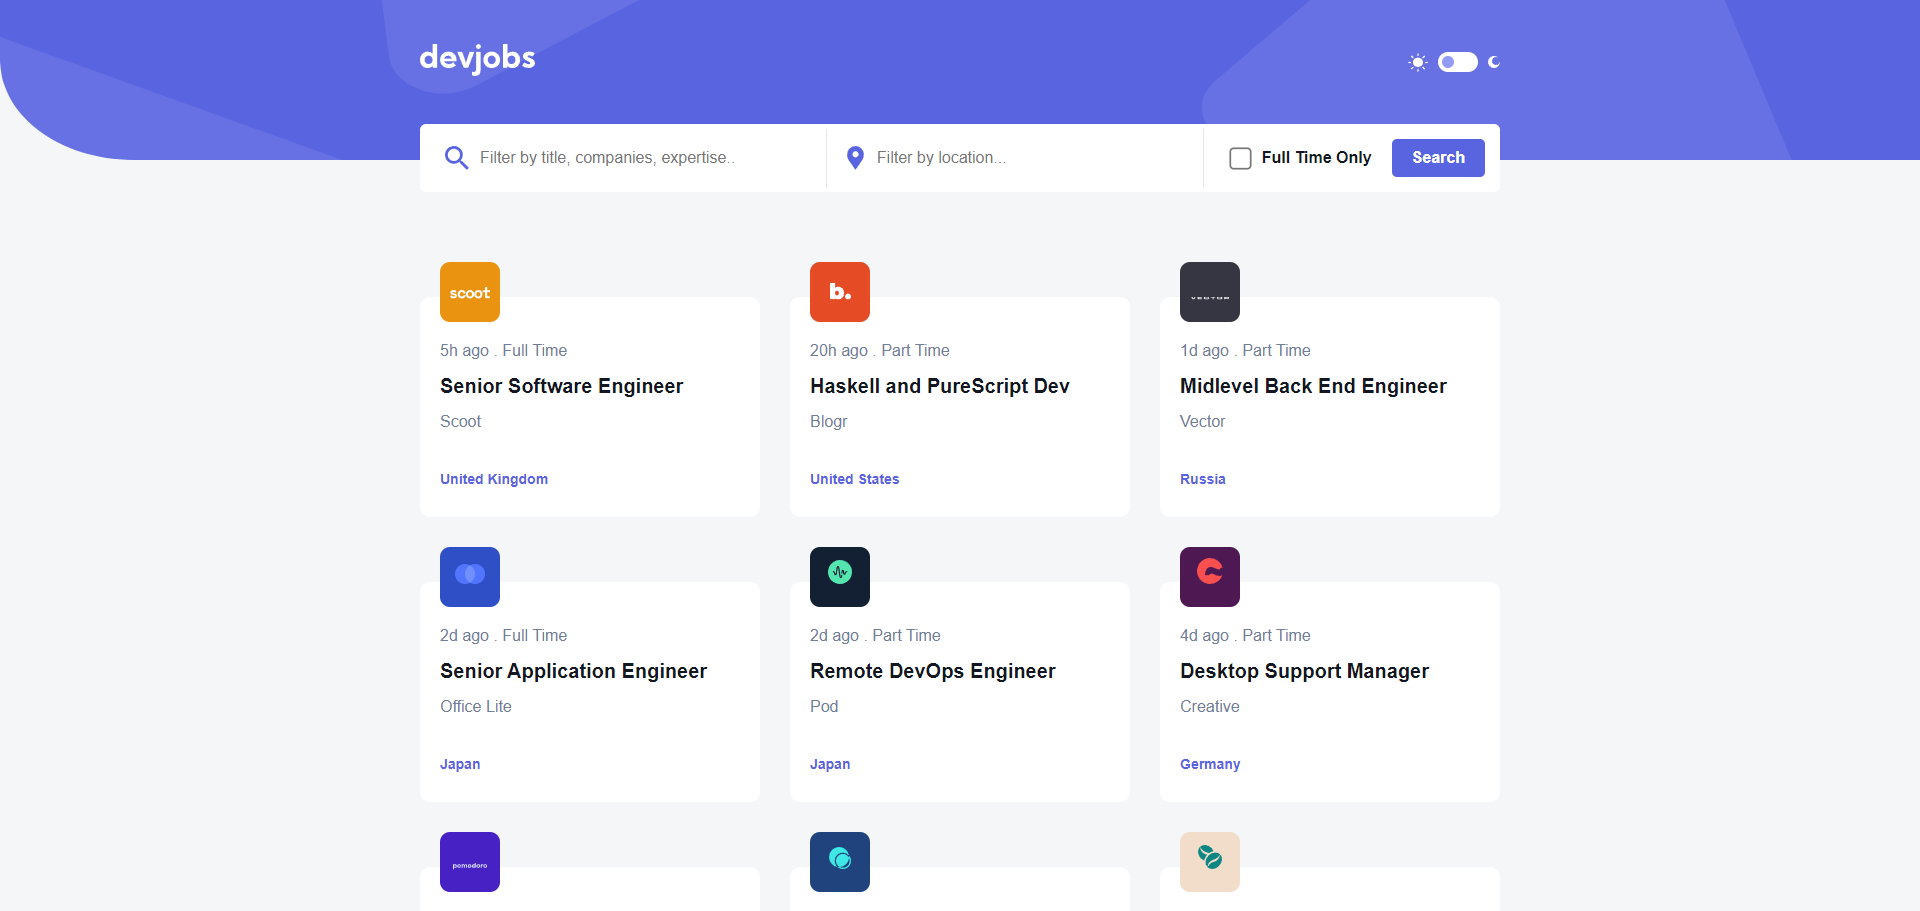 devjobs
Filter by title, companies, expertise..
Filter by location...
Full Time Only
Search
scoot
5h ago . Full Time
Senior Software Engineer
Scoot
United Kingdom
b.
20h ago . Part Time
Haskell and PureScript Dev
Blogr
United States
VECTOR
1d ago . Part Time
Midlevel Back End Engineer
Vector
Russia
2d ago . Full Time
Senior Application Engineer
Office Lite
Japan
2d ago . Part Time
Remote DevOps Engineer
Pod
Japan
4d ago . Part Time
Desktop Support Manager
Creative
Germany
pomodoro